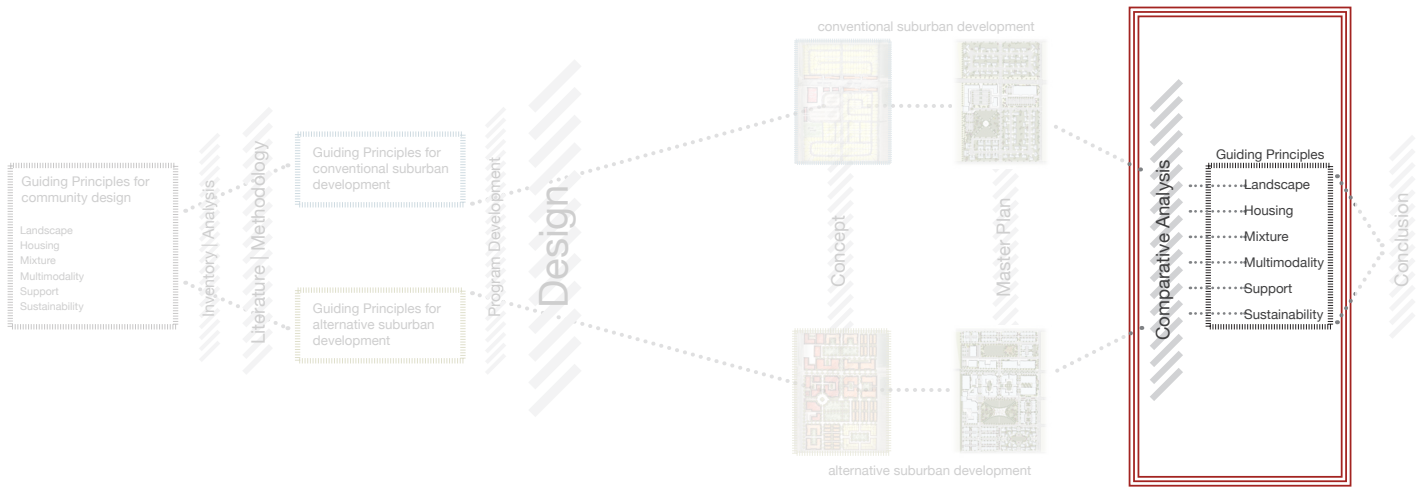 Guiding Principles for
community design
Landscape
Housing
Mixture
Multimodality
Support
Sustainability
Inventory | Analysis
Literature | Methodology
Guiding Principles for
conventional suburban
development
Guiding Principles for
alternative suburban
development
Program Development
Design
conventional suburban development
Concept
Master Plan
alternative suburban development
Comparative Analysis
Guiding Principles
Landscape
Housing
Mixture
Multimodality
Support
Sustainability
Conclusion